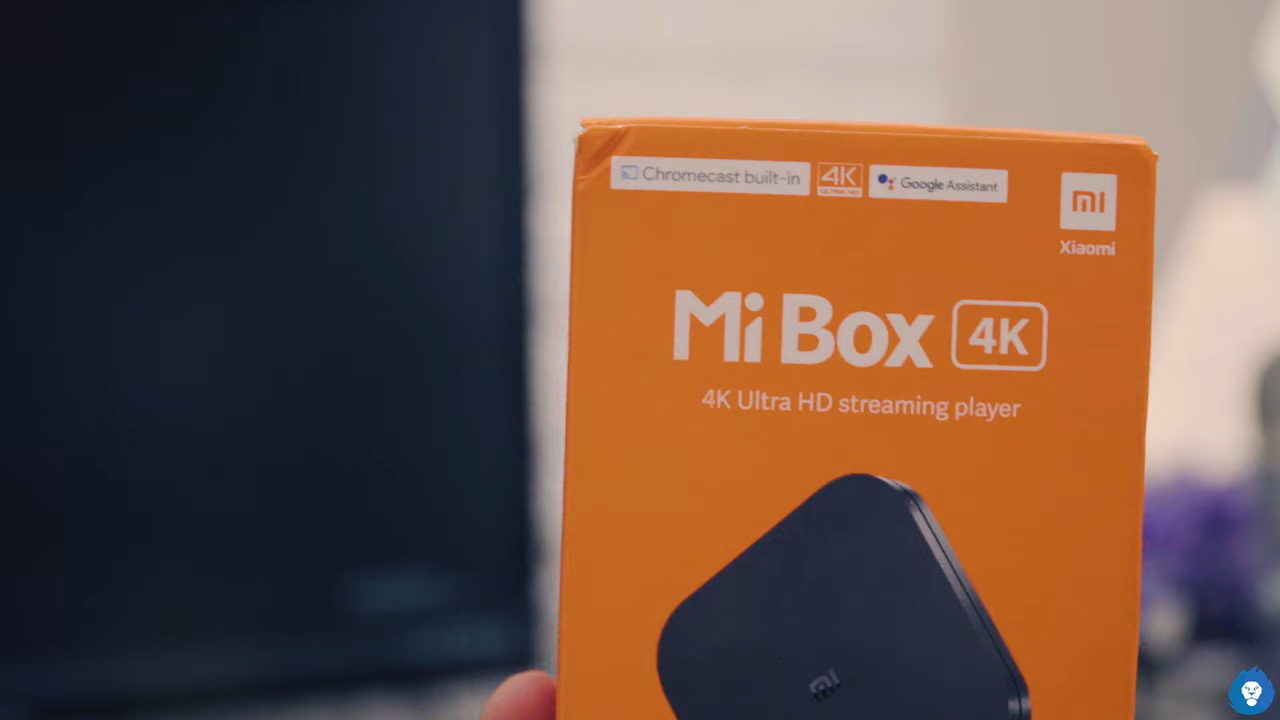 Chromecast built-in
4K
ULTRA HD
Google Assistant
mi
Xiaomi
Mi Box 4K
4K Ultra HD streaming player
mi